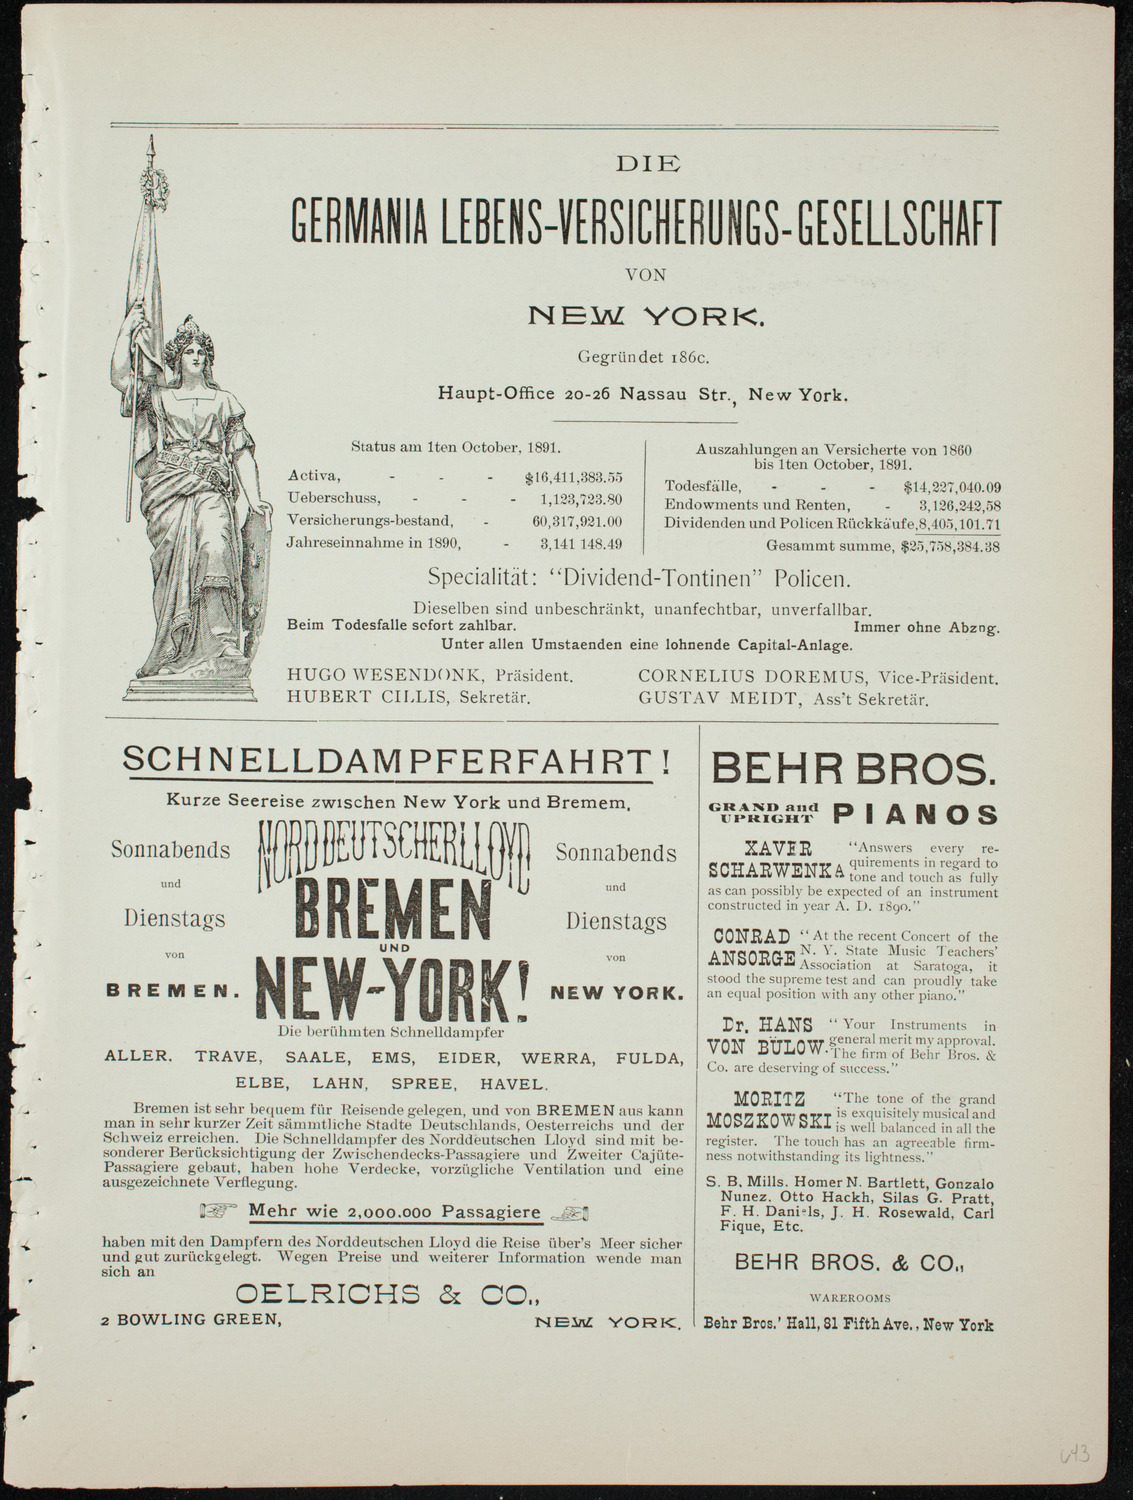 DIE
GERMANIA LEBENS-VERSICHERUNGS-GESELLSCHAFT
VON
NEW YORK.
Gegründet 186c.
Haupt-Office 20-26 Nassau Str., New York.
Status am 1ten October, 1891.
Activa, - - - $16,411,383.55
Ueberschuss, - - - 1,123,723.80
Versicherungs-bestand, - 60,317,921.00
Jahreseinnahme in 1890, - 3,141 148.49
Auszahlungen an Versicherte von 1860
bis 1ten October, 1891.
Todesfälle, - - - $14,227,040.09
Endowments und Renten, - 3,126,242,58
Dividenden und Policen Rückkäufe,8,405,101.71
Gesammt summe, $25,758,384.38
Specialität: "Dividend-Tontinen" Policen.
Dieselben sind unbeschränkt, unanfechtbar, unverfallbar.
Beim Todesfalle sofort zahlbar. Immer ohne Abzng.
Unter allen Umstaenden eine lohnende Capital-Anlage.
HUGO WESENDONK, Präsident. CORNELIUS DOREMUS, Vice-Präsident.
HUBERT CILLIS, Sekretär. GUSTAV MEIDT, Ass't Sekretär.
SCHNELLDAMPFERFAHRT!
Kurze Seereise zwischen New York und Bremem,
NORDDEUTSCHER LLOYD
Sonnabends
und
Dienstags
von
BREMEN.
BREMEN
UND
NEW-YORK!
Sonnabends
und
Dienstags
von
NEW YORK.
Die berühmten Schnelldampfer
ALLER. TRAVE, SAALE, EMS, EIDER, WERRA, FULDA,
ELBE, LAHN, SPREE, HAVEL.
Bremen ist sehr bequem für Reisende gelegen, und von BREMEN aus kann
man in sehr kurzer Zeit sämmtliche Stadte Deutschlands, Oesterreichs und der
Schweiz erreichen. Die Schnelldampfer des Norddeutschen Lloyd sind mit be-
sonderer Berücksichtigung der Zwischendecks-Passagiere und Zweiter Cajüte-
Passagiere gebaut, haben hohe Verdecke, vorzügliche Ventilation und eine
ausgezeichnete Verflegung.
Mehr wie 2,000.000 Passagiere
haben mit den Dampfern des Norddeutschen Lloyd die Reise über's Meer sicher
und gut zurückgelegt. Wegen Preise und weiterer Information wende man
sich an
OELRICHS & CO.,
2 BOWLING GREEN, NEW YORK.
BEHR BROS.
GRAND and
UPRIGHT PIANOS
XAVER "Answers every re-
SCHARWENKA quirements in regard to
tone and touch as fully
as can possibly be expected of an instrument
constructed in year A. D. 1890."
CONRAD "At the recent Concert of the
ANSORGE N. Y. State Music Teachers'
Association at Saratoga, it
stood the supreme test and can proudly take
an equal position with any other piano."
Dr. HANS "Your Instruments in
VON BÜLOW. general merit my approval.
The firm of Behr Bros. &
Co. are deserving of success."
MORITZ "The tone of the grand
MOSZKOWSKI is exquisitely musical and
is well balanced in all the
register. The touch has an agreeable firm-
ness notwithstanding its lightness."
S. B. Mills. Homer N. Bartlett, Gonzalo
Nunez. Otto Hackh, Silas G. Pratt,
F. H. Daniels, J. H. Rosewald, Carl
Fique, Etc.
BEHR BROS. & CO.,
WAREROOMS
Behr Bros.' Hall, 81 Fifth Ave., New York
643